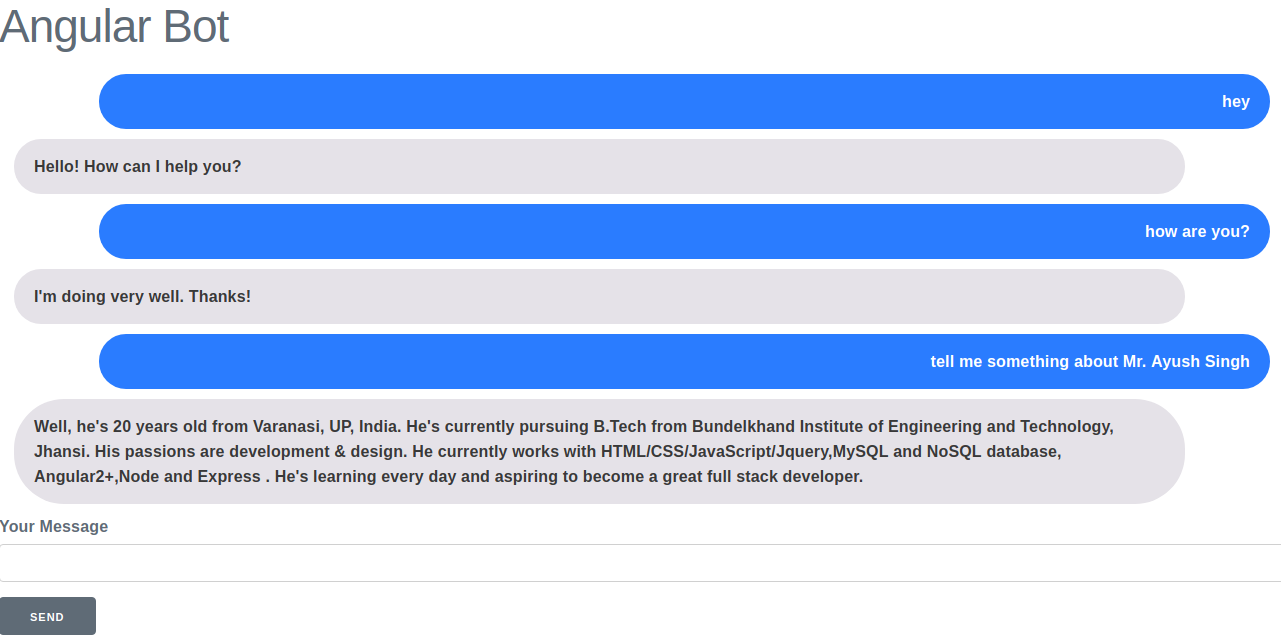 Angular Bot
hey
Hello! How can I help you?
how are you?
I'm doing very well. Thanks!
tell me something about Mr. Ayush Singh
Well, he's 20 years old from Varanasi, UP, India. He's currently pursuing B.Tech from Bundelkhand Institute of Engineering and Technology,
Jhansi. His passions are development & design. He currently works with HTML/CSS/JavaScript/Jquery,MySQL and NoSQL database,
Angular2+,Node and Express . He's learning every day and aspiring to become a great full stack developer.
Your Message
SEND